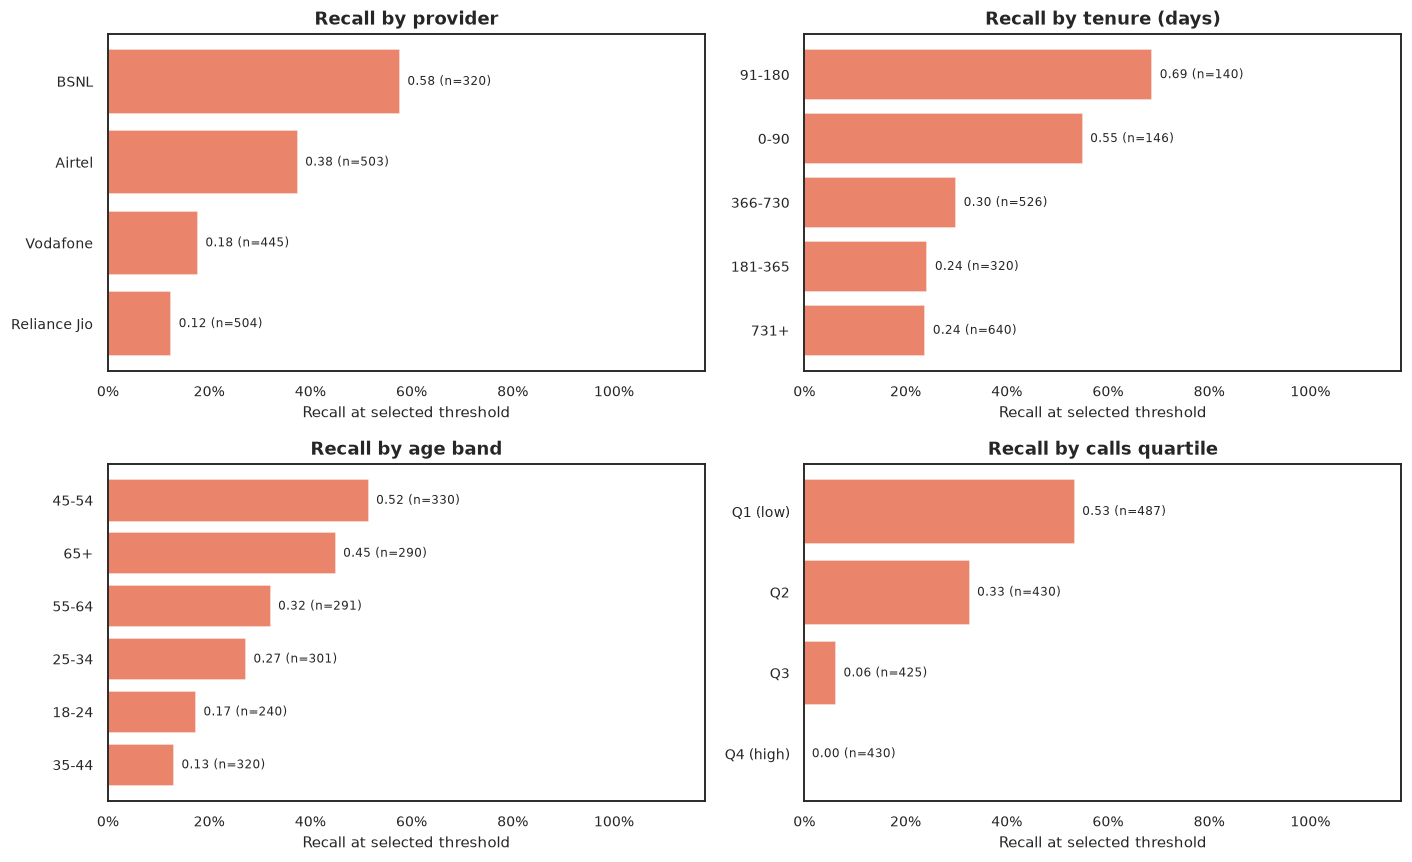 Recall by provider
BSNL
0.58 (n=320)
Airtel
0.38 (n=503)
Vodafone
0.18 (n=445)
Reliance Jio
0.12 (n=504)
0% 20% 40% 60% 80% 100%
Recall at selected threshold
Recall by tenure (days)
91-180
0.69 (n=140)
0-90
0.55 (n=146)
366-730
0.30 (n=526)
181-365
0.24 (n=320)
731+
0.24 (n=640)
0% 20% 40% 60% 80% 100%
Recall at selected threshold
Recall by age band
45-54
0.52 (n=330)
65+
0.45 (n=290)
55-64
0.32 (n=291)
25-34
0.27 (n=301)
18-24
0.17 (n=240)
35-44
0.13 (n=320)
0% 20% 40% 60% 80% 100%
Recall at selected threshold
Recall by calls quartile
Q1 (low)
0.53 (n=487)
Q2
0.33 (n=430)
Q3
0.06 (n=425)
Q4 (high)
0.00 (n=430)
0% 20% 40% 60% 80% 100%
Recall at selected threshold